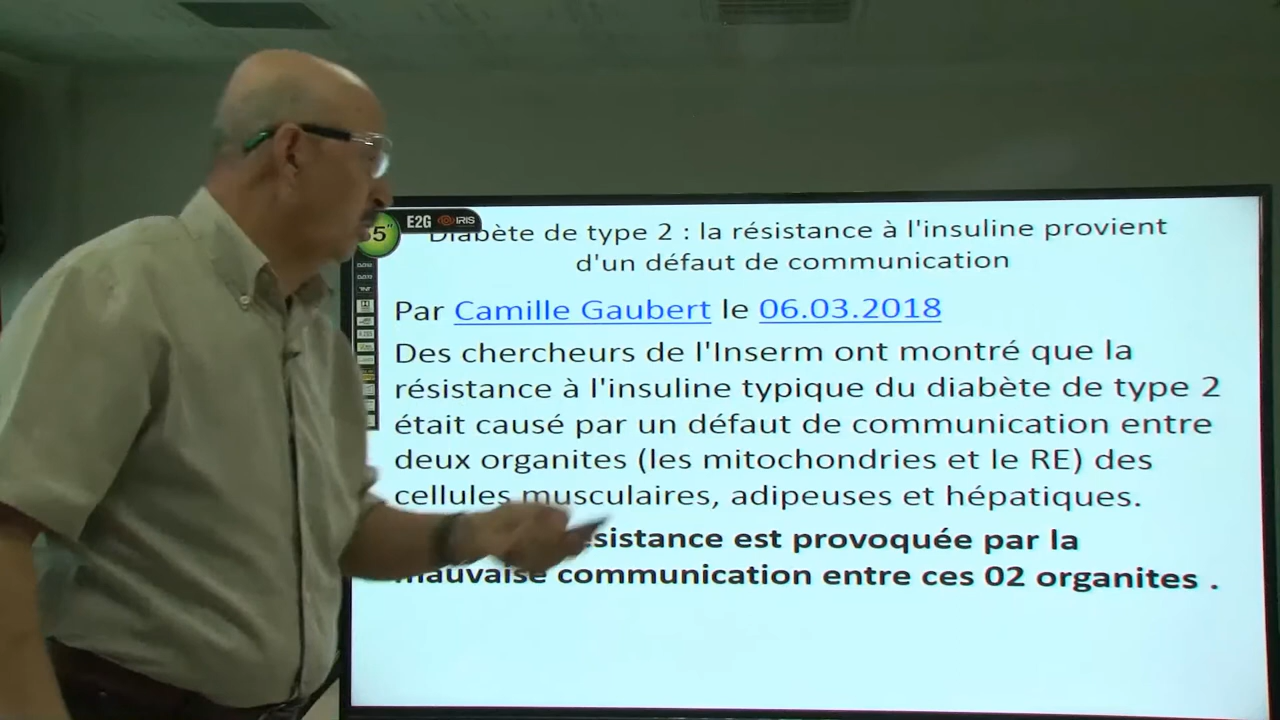 E2G IRIS
55"
Diabète de type 2 : la résistance à l'insuline provient
d'un défaut de communication
Par Camille Gaubert le 06.03.2018
Des chercheurs de l'Inserm ont montré que la
résistance à l'insuline typique du diabète de type 2
était causé par un défaut de communication entre
deux organites (les mitochondries et le RE) des
cellules musculaires, adipeuses et hépatiques.
résistance est provoquée par la
mauvaise communication entre ces 02 organites .